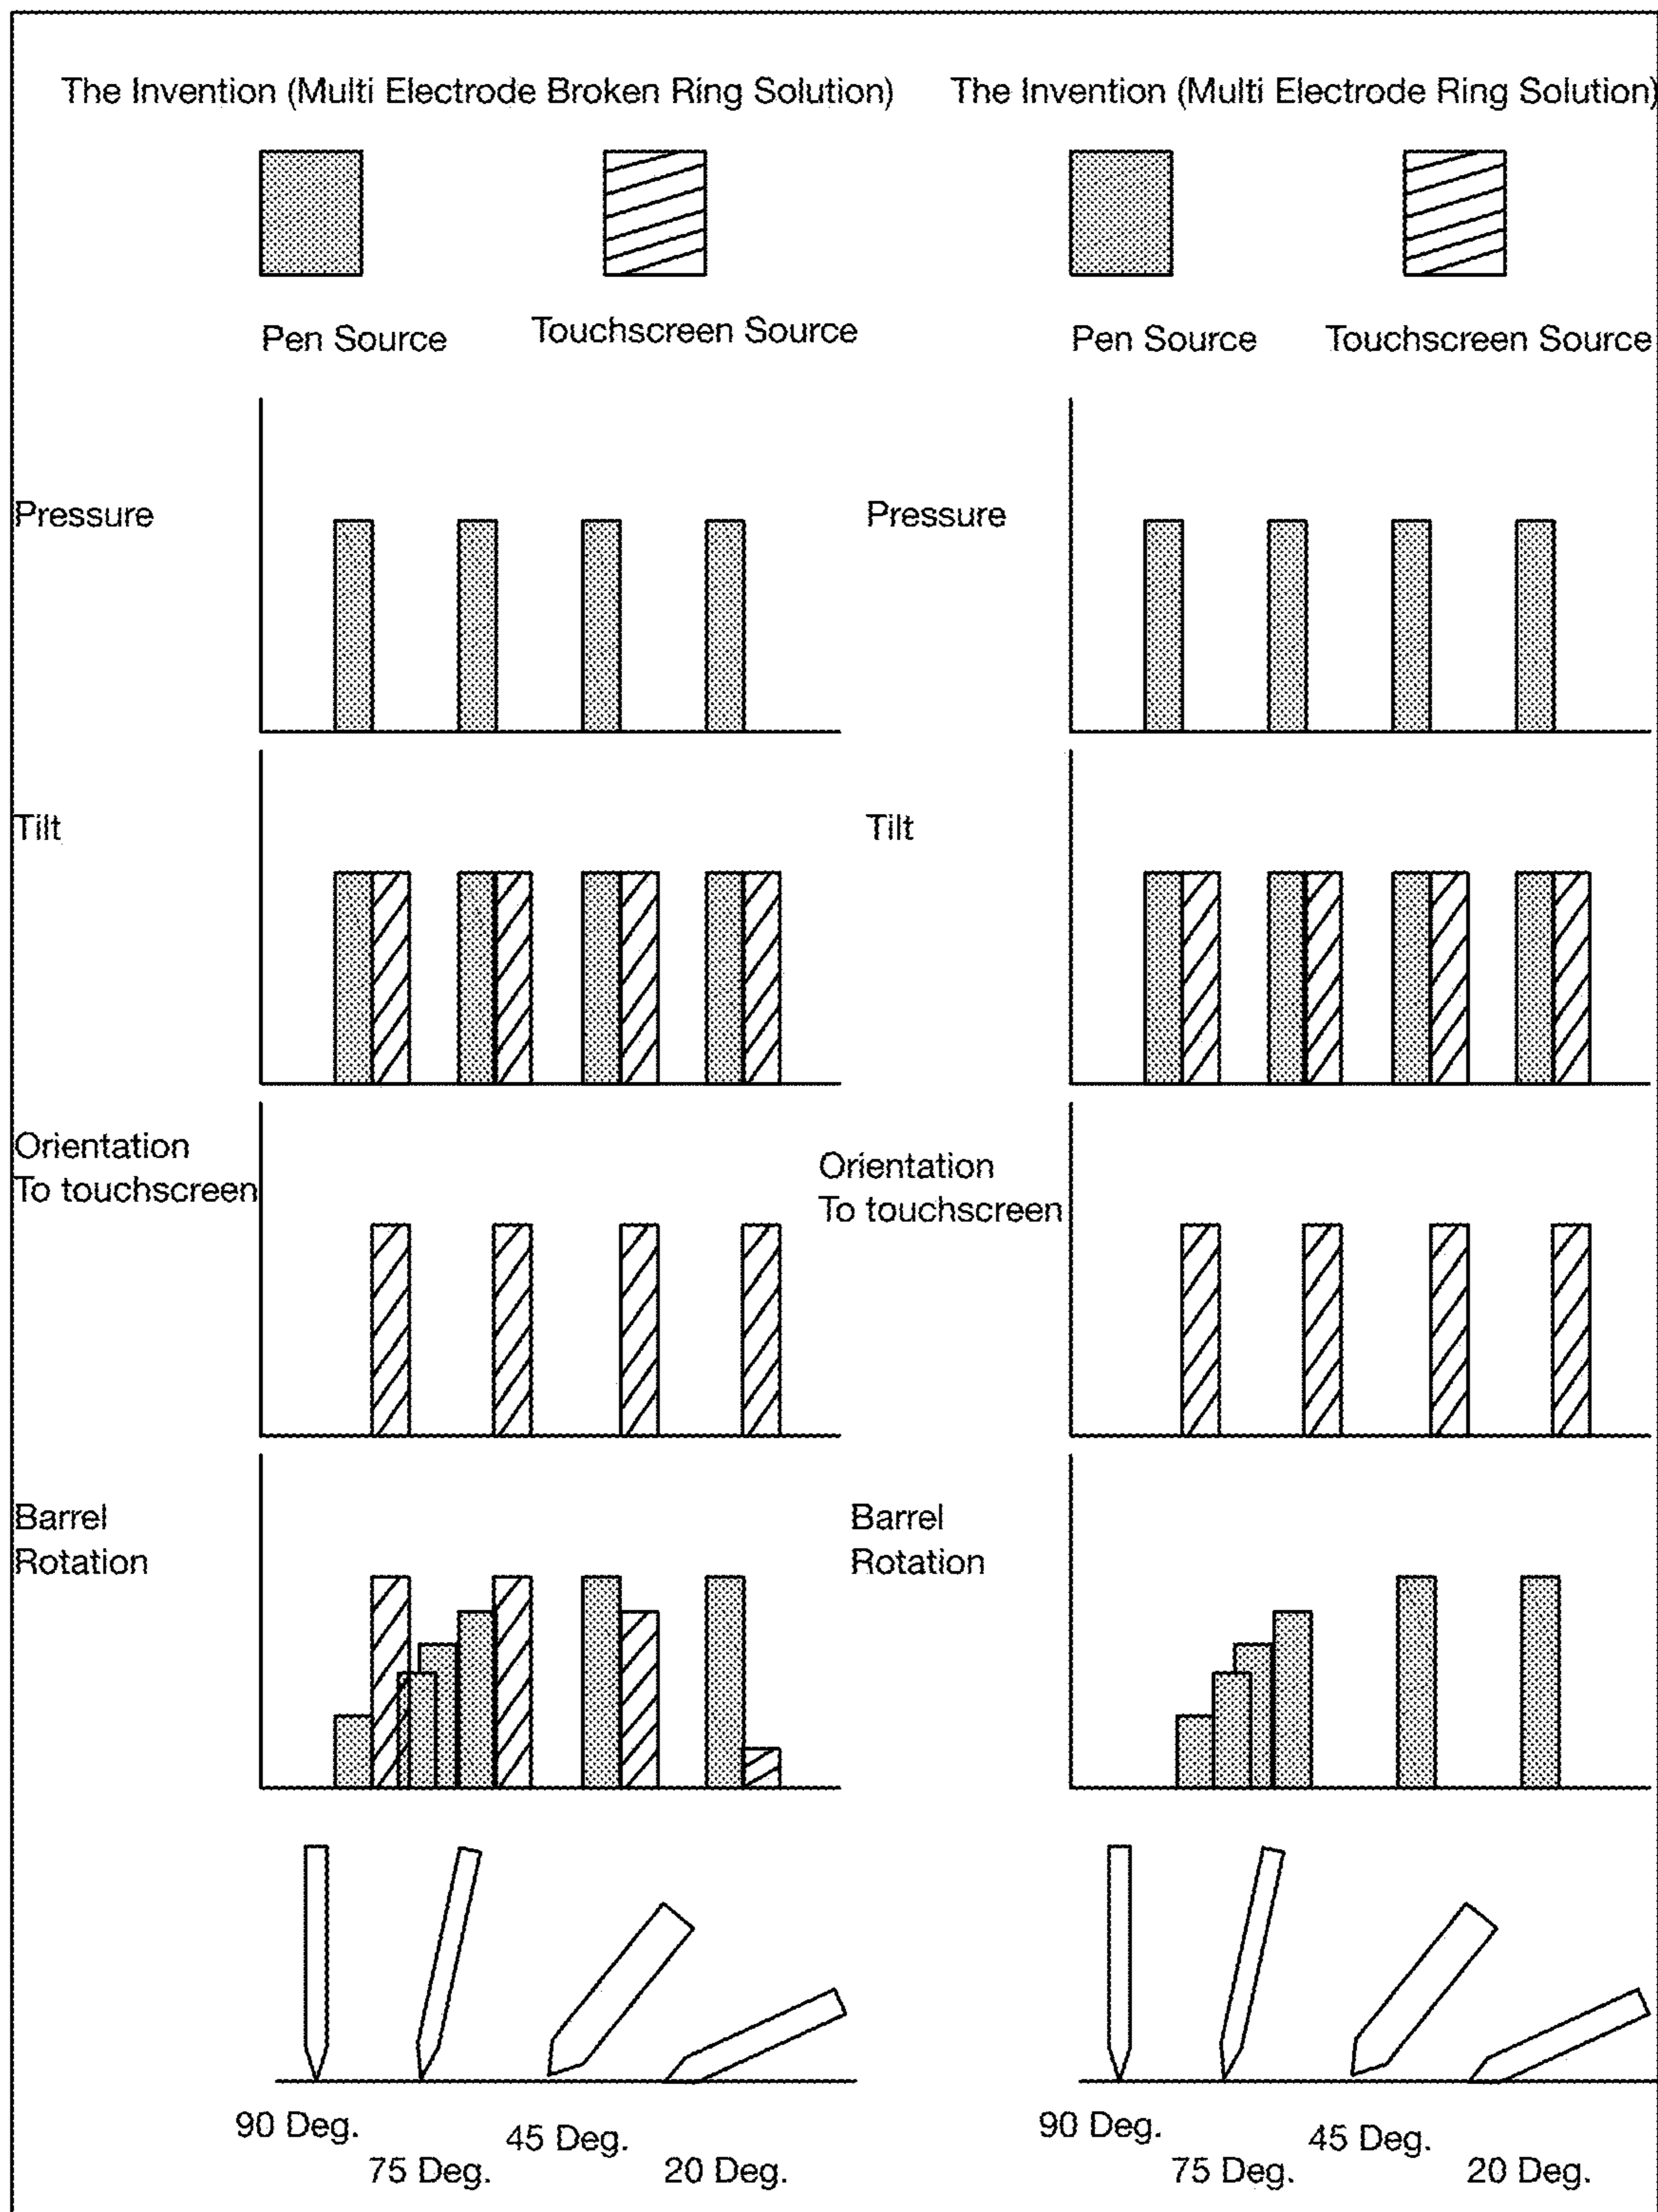 The Invention (Multi Electrode Broken Ring Solution)
Pen Source
Touchscreen Source
Pressure
Tilt
Orientation
To touchscreen
Barrel
Rotation
90 Deg.
75 Deg.
45 Deg.
20 Deg.
The Invention (Multi Electrode Ring Solution)
Pen Source
Touchscreen Source
Pressure
Tilt
Orientation
To touchscreen
Barrel
Rotation
90 Deg.
75 Deg.
45 Deg.
20 Deg.